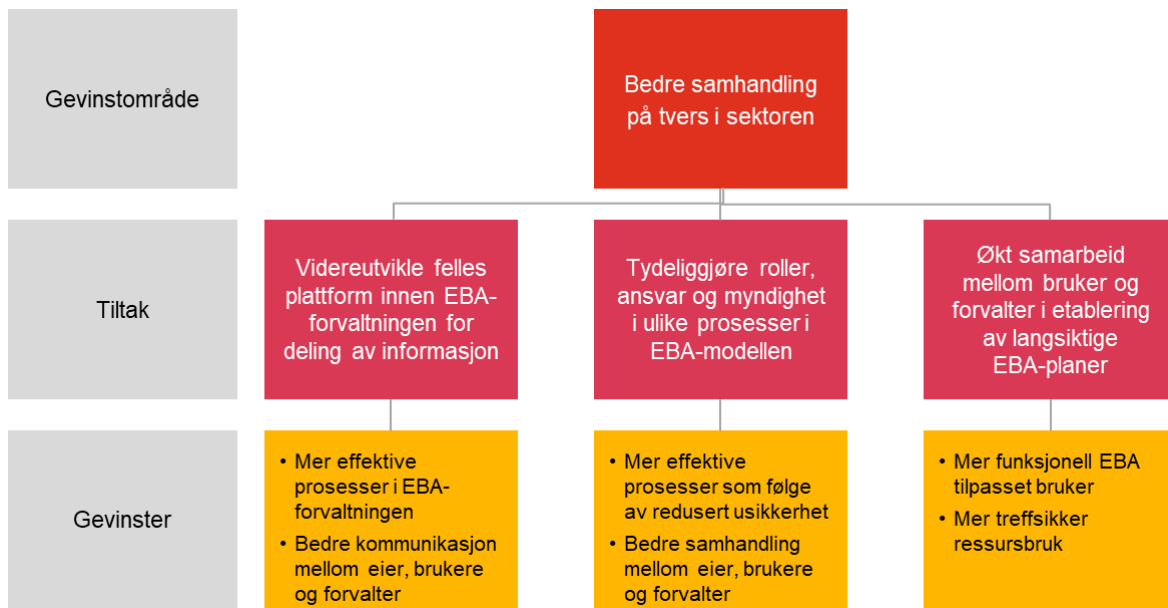 Gevinstområde
Bedre samhandling
på tvers i sektoren
Tiltak
Videreutvikle felles
plattform innen EBA-
forvaltningen for
deling av informasjon
Tydeliggjøre roller,
ansvar og myndighet
i ulike prosesser i
EBA-modellen
Økt samarbeid
mellom bruker og
forvalter i etablering
av langsiktige
EBA-planer
Gevinster
• Mer effektive
prosesser i EBA-
forvaltningen
• Bedre kommunikasjon
mellom eier, brukere
og forvalter
• Mer effektive
prosesser som følge
av redusert usikkerhet
• Bedre samhandling
mellom eier, brukere
og forvalter
• Mer funksjonell EBA
tilpasset bruker
• Mer treffsikker
ressursbruk